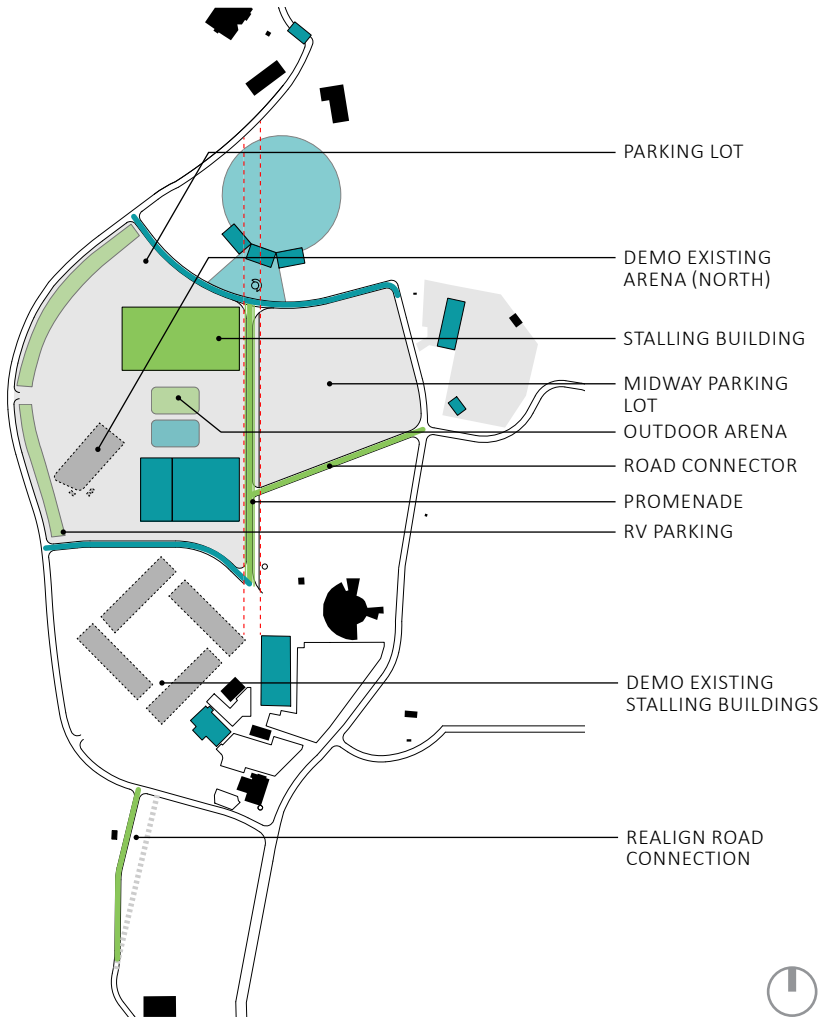 PARKING LOT
DEMO EXISTING
ARENA (NORTH)
STALLING BUILDING
MIDWAY PARKING
LOT
OUTDOOR ARENA
ROAD CONNECTOR
PROMENADE
RV PARKING
DEMO EXISTING
STALLING BUILDINGS
REALIGN ROAD
CONNECTION